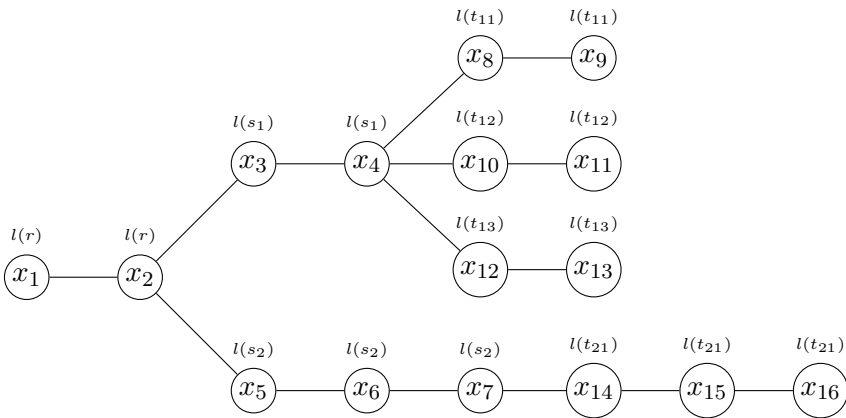 l(t₁₁) l(t₁₁)
x₈ x₉
l(s₁) l(s₁) l(t₁₂) l(t₁₂)
x₃ x₄ x₁₀ x₁₁
l(r) l(r) l(t₁₃) l(t₁₃)
x₁ x₂ x₁₂ x₁₃
l(s₂) l(s₂) l(s₂) l(t₂₁) l(t₂₁) l(t₂₁)
x₅ x₆ x₇ x₁₄ x₁₅ x₁₆